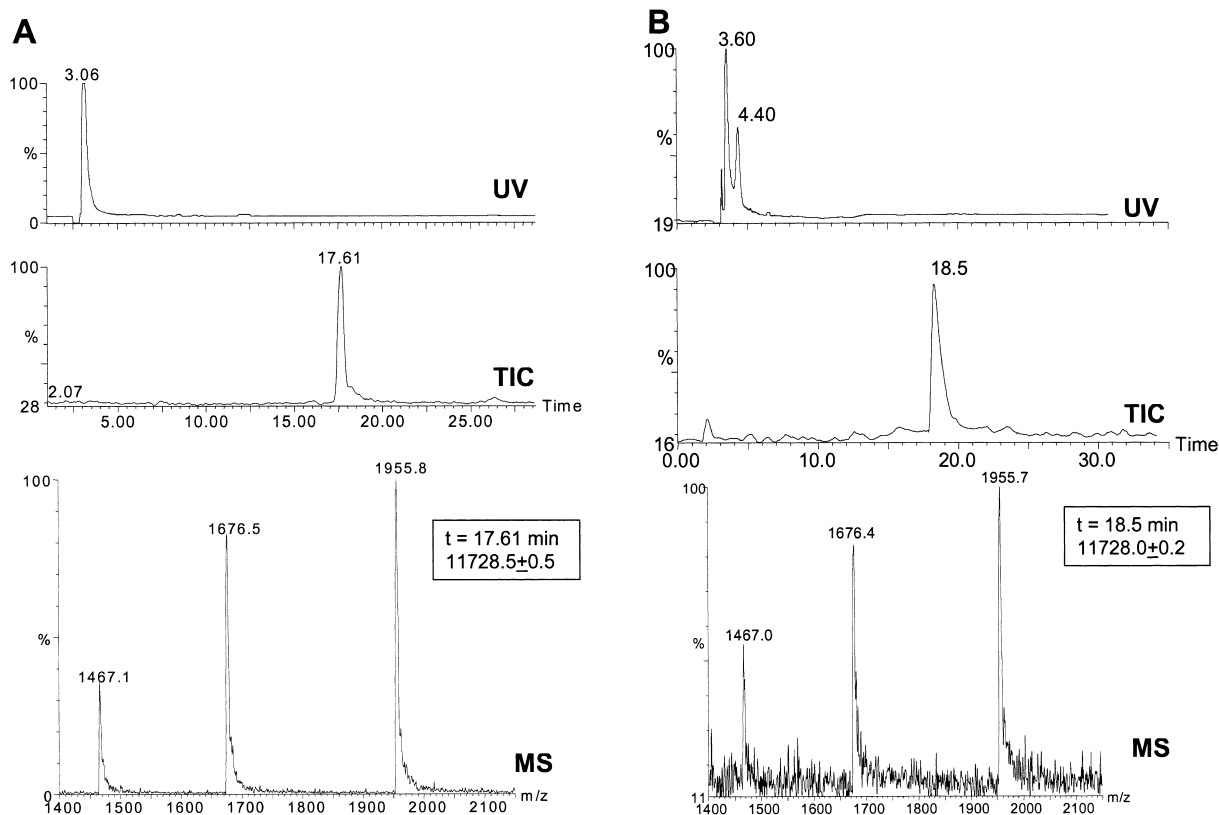 A
3.06
100
%
0
UV
17.61
100
%
2.07
28
TIC
Time
5.00 10.00 15.00 20.00 25.00
1955.8
100
1676.5
t = 17.61 min
11728.5±0.5
%
1467.1
MS
0
1400 1500 1600 1700 1800 1900 2000 2100 m/z
B
3.60
100
4.40
%
UV
19
100
18.5
%
TIC
16
Time
0.00 10.0 20.0 30.0
1955.7
100
1676.4
t = 18.5 min
11728.0±0.2
1467.0
%
MS
11
1400 1500 1600 1700 1800 1900 2000 2100 m/z